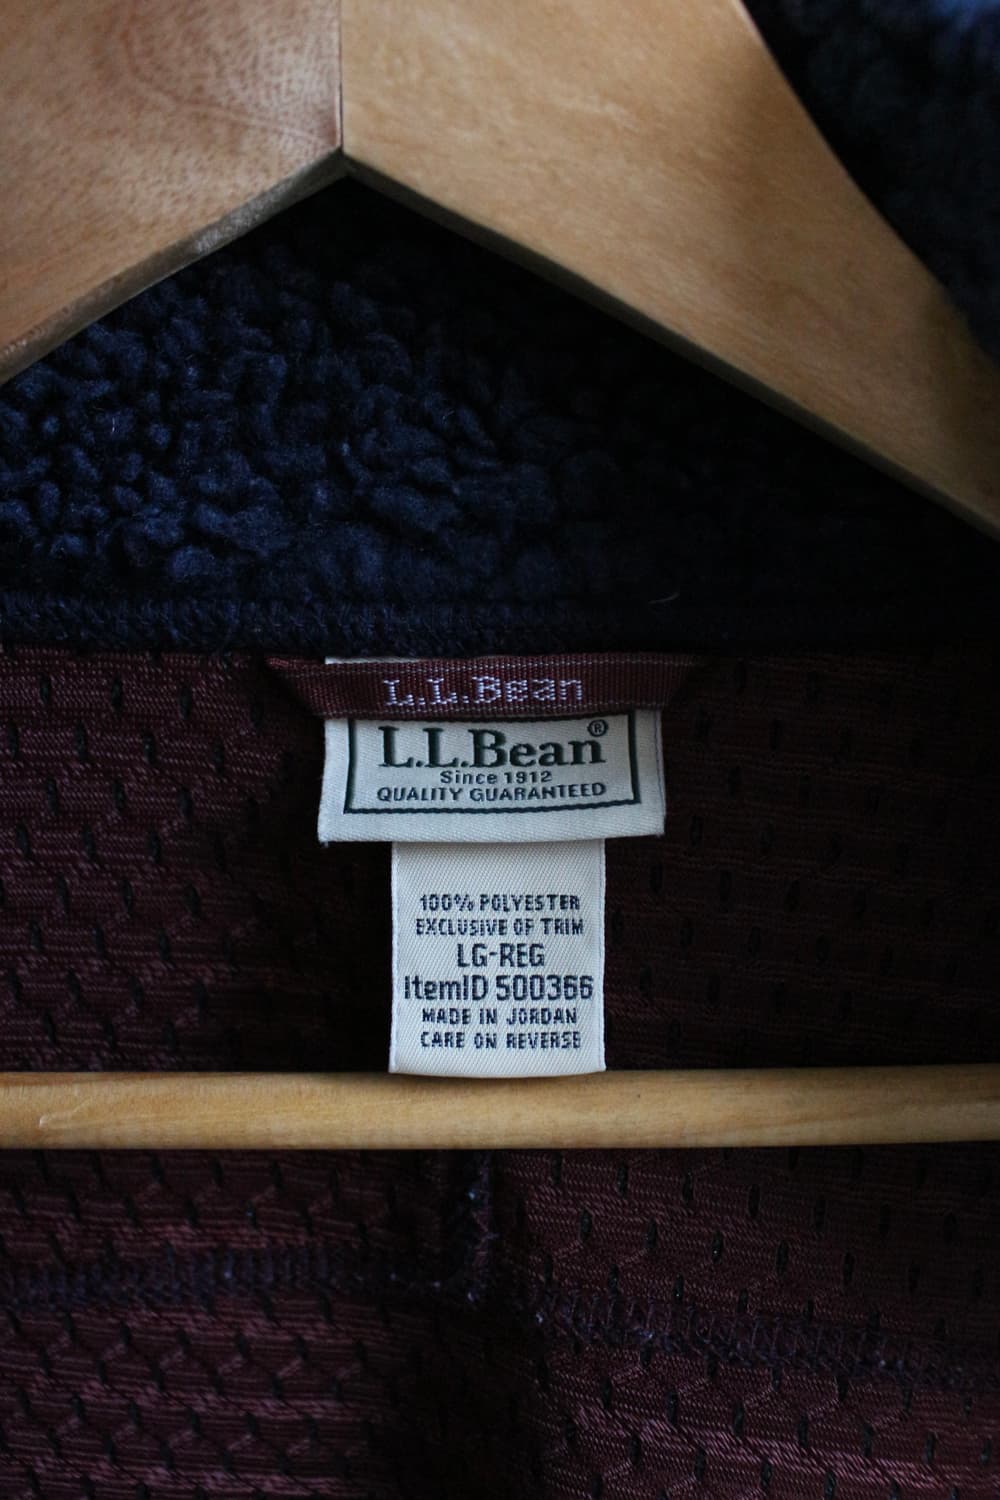 L.L.Bean
L.L.Bean®
Since 1912
QUALITY GUARANTEED
100% POLYESTER
EXCLUSIVE OF TRIM
LG-REG
ItemID 500366
MADE IN JORDAN
CARE ON REVERSE